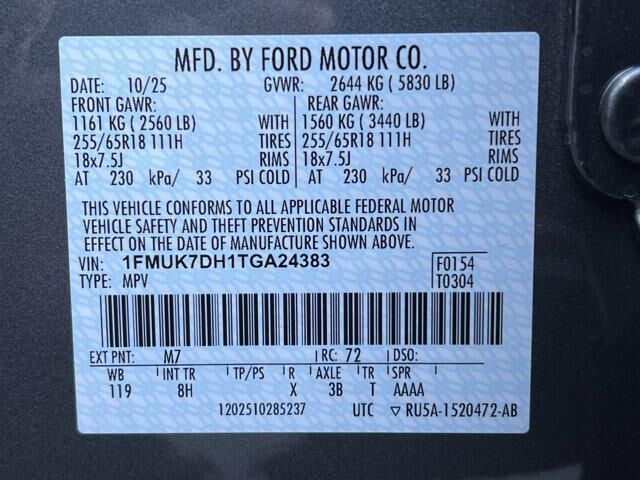 MFD. BY FORD MOTOR CO.
DATE: 10/25 GVWR: 2644 KG ( 5830 LB)
FRONT GAWR: REAR GAWR:
1161 KG ( 2560 LB) WITH 1560 KG ( 3440 LB) WITH
255/65R18 111H TIRES 255/65R18 111H TIRES
18x7.5J RIMS 18x7.5J RIMS
AT 230 kPa/ 33 PSI COLD AT 230 kPa/ 33 PSI COLD
THIS VEHICLE CONFORMS TO ALL APPLICABLE FEDERAL MOTOR
VEHICLE SAFETY AND THEFT PREVENTION STANDARDS IN
EFFECT ON THE DATE OF MANUFACTURE SHOWN ABOVE.
VIN: 1FMUK7DH1TGA24383 F0154
TYPE: MPV T0304
EXT PNT: M7 RC: 72 DSO:
WB INT TR TP/PS R AXLE TR SPR
119 8H X 3B T AAAA
1202510285237 UTC ▽ RU5A-1520472-AB